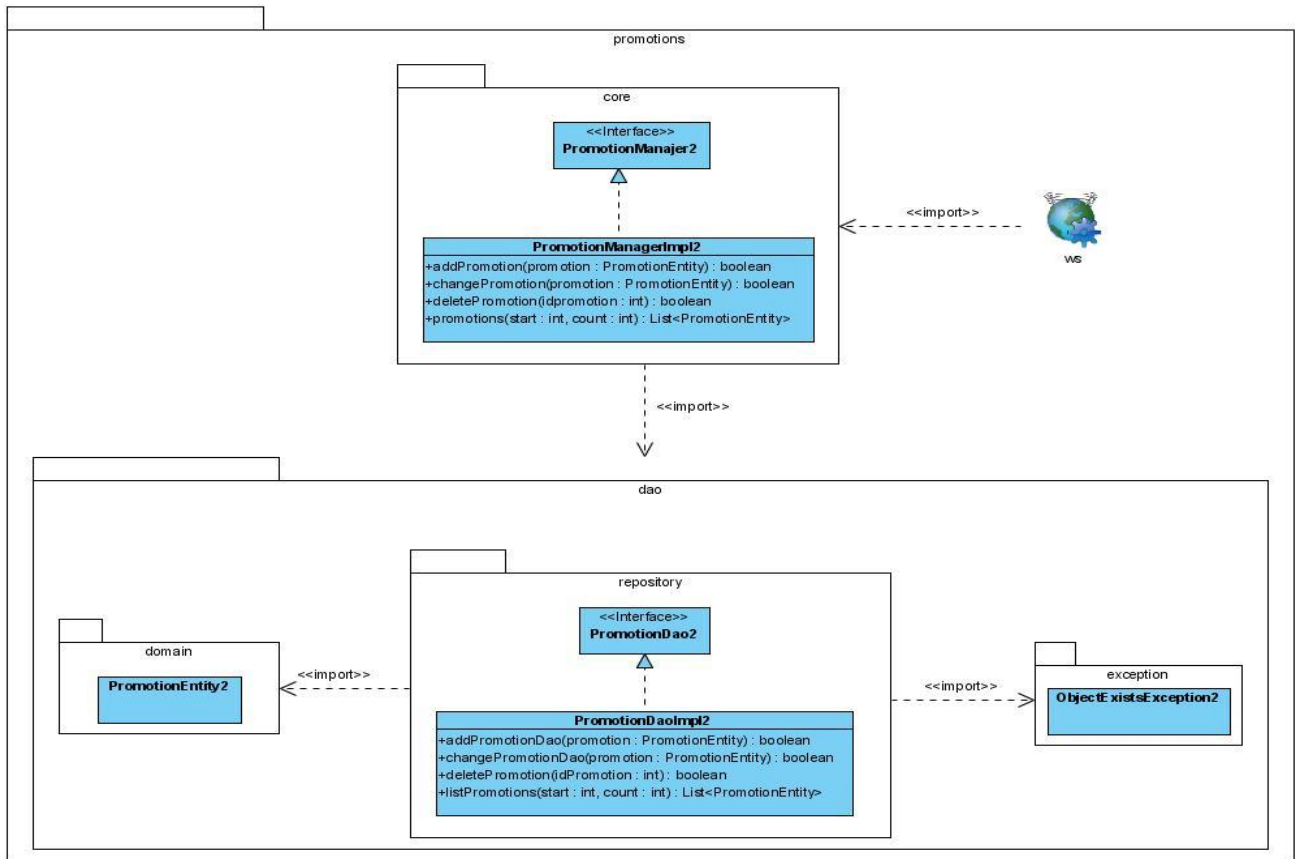 promotions
core
<<Interface>>
PromotionManajer2
PromotionManagerImpl2
+addPromotion(promotion : PromotionEntity) : boolean
+changePromotion(promotion : PromotionEntity) : boolean
+deletePromotion(idpromotion : int) : boolean
+promotions(start : int, count : int) : List<PromotionEntity>
<<import>>
ws
<<import>>
dao
repository
<<Interface>>
PromotionDao2
domain
PromotionEntity2
<<import>>
<<import>>
exception
ObjectExistsException2
PromotionDaoImpl2
+addPromotionDao(promotion : PromotionEntity) : boolean
+changePromotionDao(promotion : PromotionEntity) : boolean
+deletePromotion(idPromotion : int) : boolean
+listPromotions(start : int, count : int) : List<PromotionEntity>